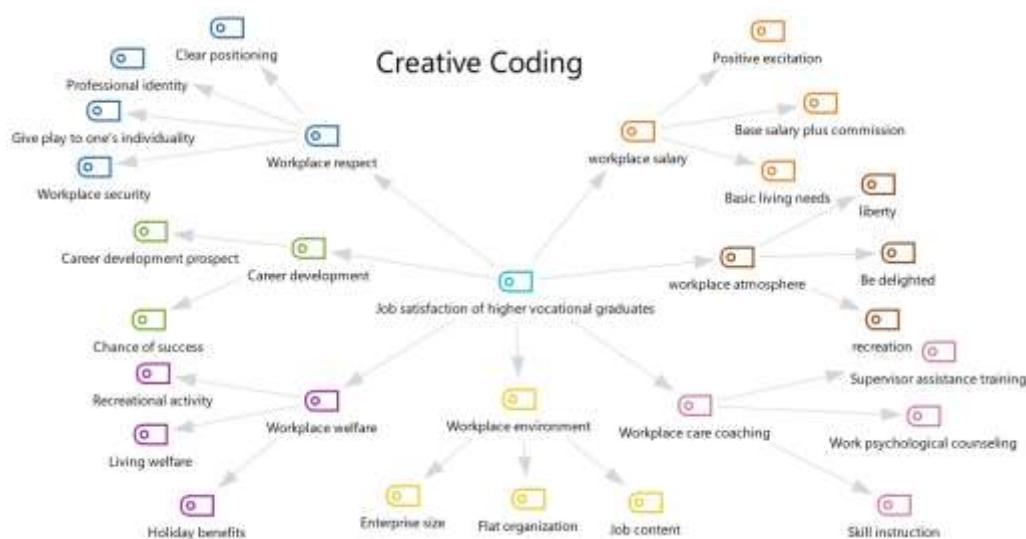 Creative Coding
Clear positioning
Professional identity
Give play to one's individuality
Workplace security
Workplace respect
Positive excitation
Base salary plus commission
Basic living needs
workplace salary
liberty
Be delighted
recreation
workplace atmosphere
Career development prospect
Career development
Chance of success
Job satisfaction of higher vocational graduates
Recreational activity
Living welfare
Holiday benefits
Workplace welfare
Workplace environment
Enterprise size
Flat organization
Job content
Workplace care coaching
Supervisor assistance training
Work psychological counseling
Skill instruction